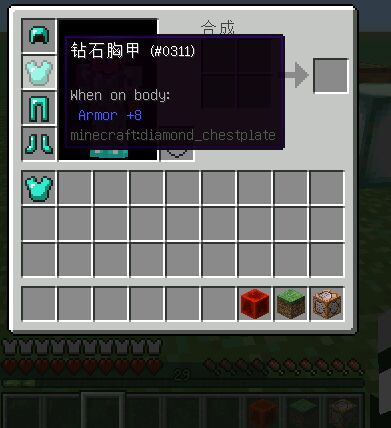 合成
钻石胸甲 (#0311)
When on body:
Armor +8
minecraft:diamond_chestplate
29